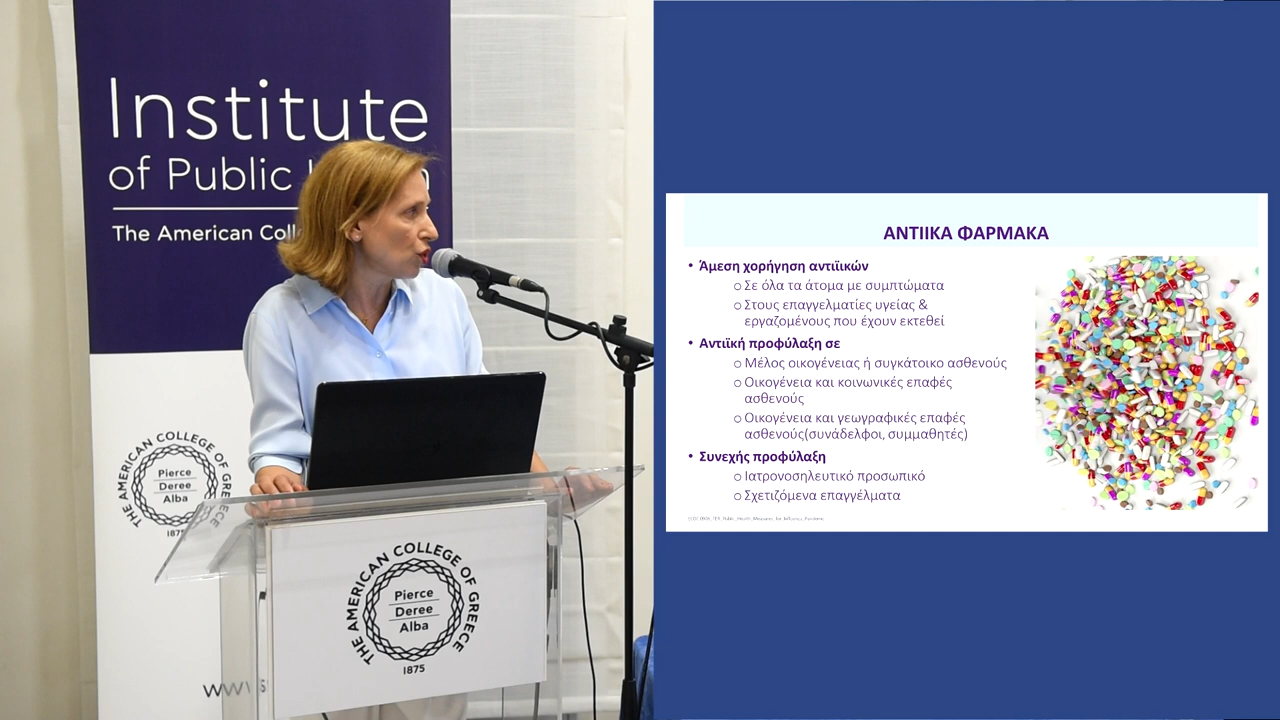 Institute
of Public
The American Coll
THE AMERICAN COLLEGE OF G
Pierce
Deree
Alba
1875
THE AMERICAN COLLEGE OF GREECE
Pierce
Deree
Alba
1875
www.
ΑΝΤΙΙΚΑ ΦΑΡΜΑΚΑ
• Άμεση χορήγηση αντιϊικών
o Σε όλα τα άτομα με συμπτώματα
o Στους επαγγελματίες υγείας &
εργαζομένους που έχουν εκτεθεί
• Αντιϊκή προφύλαξη σε
o Μέλος οικογένειας ή συγκάτοικο ασθενούς
o Οικογένεια και κοινωνικές επαφές
ασθενούς
o Οικογένεια και γεωγραφικές επαφές
ασθενούς(συνάδελφοι, συμμαθητές)
• Συνεχής προφύλαξη
o Ιατρονοσηλευτικό προσωπικό
o Σχετιζόμενα επαγγέλματα